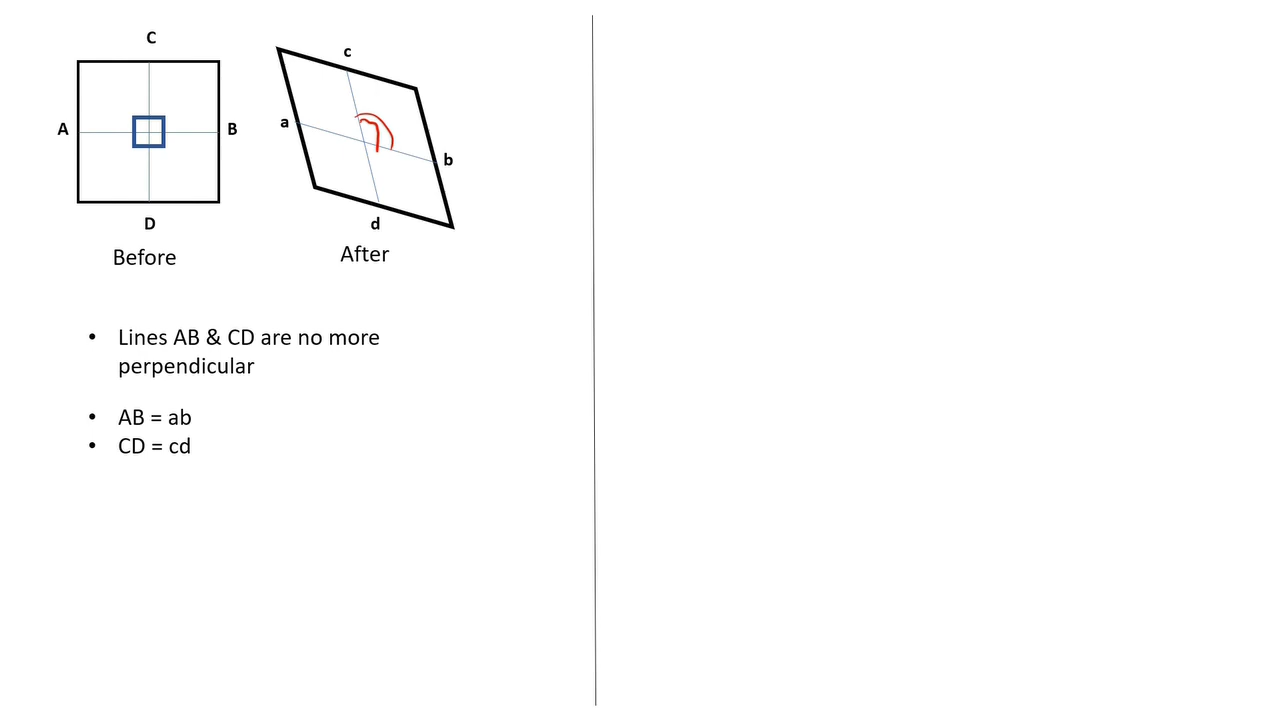 C
A
B
D
Before
c
a
b
d
After
• Lines AB & CD are no more
perpendicular
• AB = ab
• CD = cd